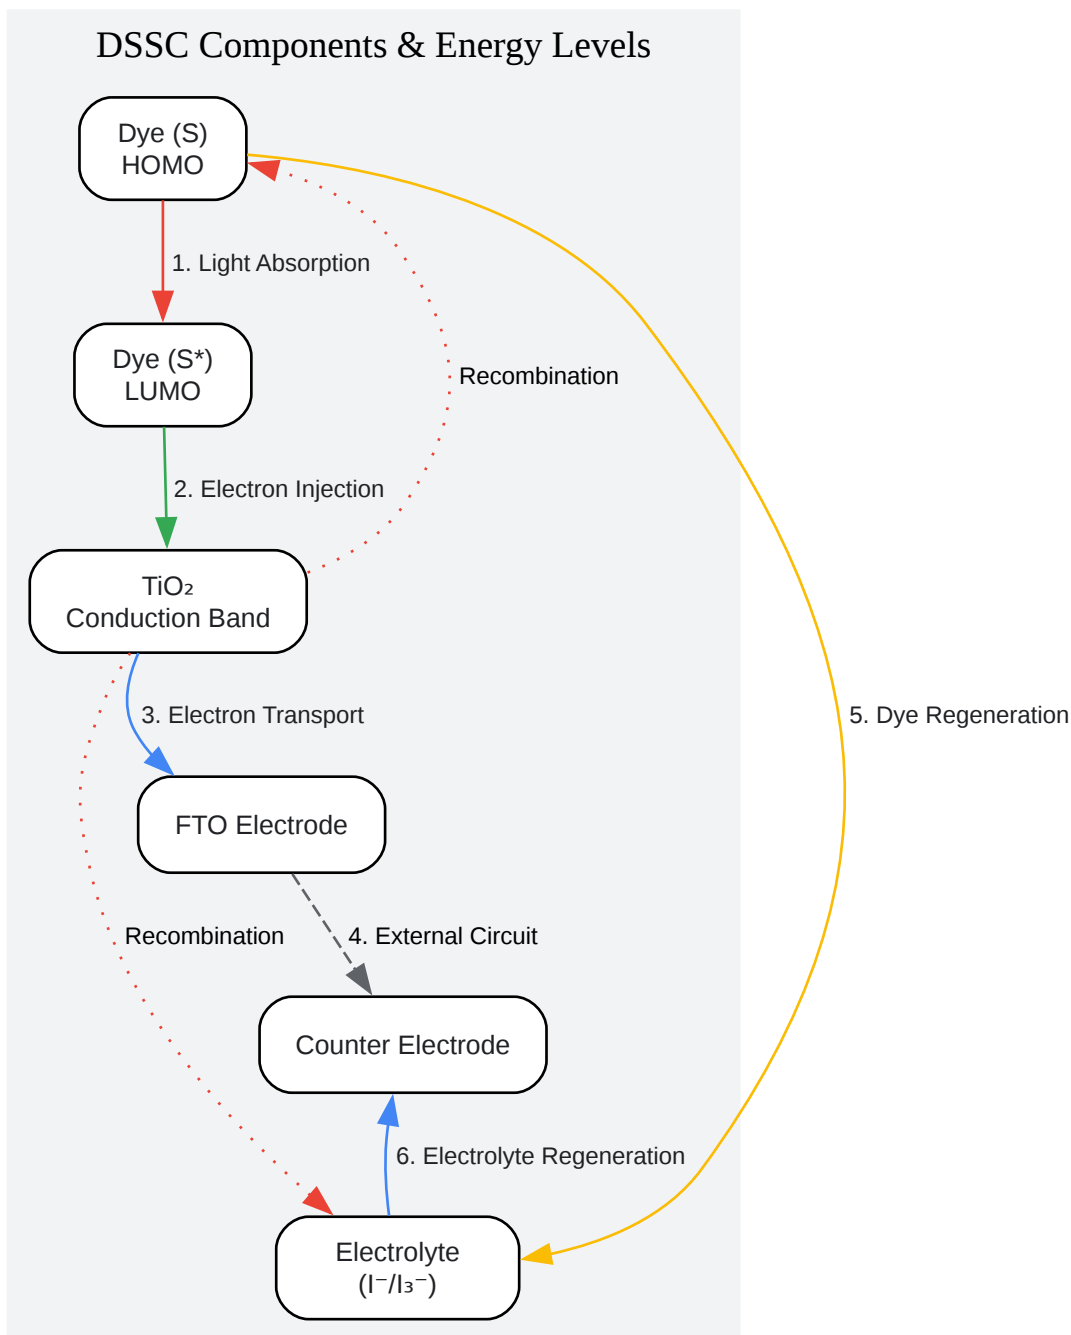 DSSC Components & Energy Levels
Dye (S)
HOMO
1. Light Absorption
Dye (S*)
LUMO
Recombination
2. Electron Injection
TiO₂
Conduction Band
3. Electron Transport
5. Dye Regeneration
FTO Electrode
Recombination
4. External Circuit
Counter Electrode
6. Electrolyte Regeneration
Electrolyte
(I⁻/I₃⁻)